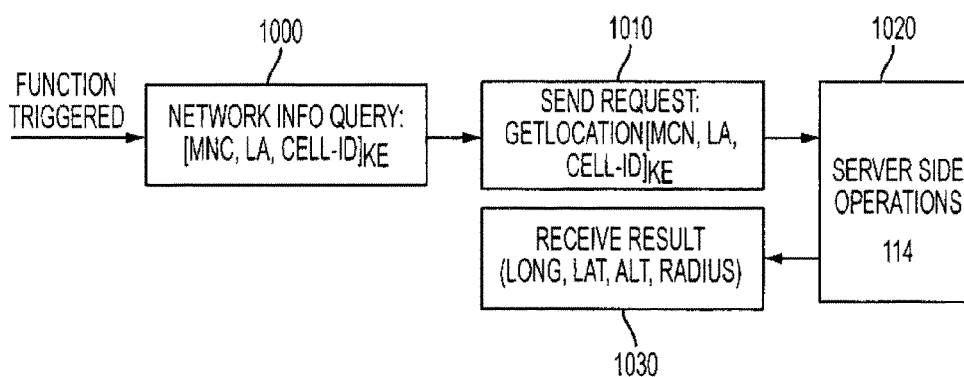 1000
1010
1020
FUNCTION
TRIGGERED
NETWORK INFO QUERY:
[MNC, LA, CELL-ID]KE
SEND REQUEST:
GETLOCATION[MCN, LA,
CELL-ID]KE
SERVER SIDE
OPERATIONS
114
RECEIVE RESULT
(LONG, LAT, ALT, RADIUS)
1030